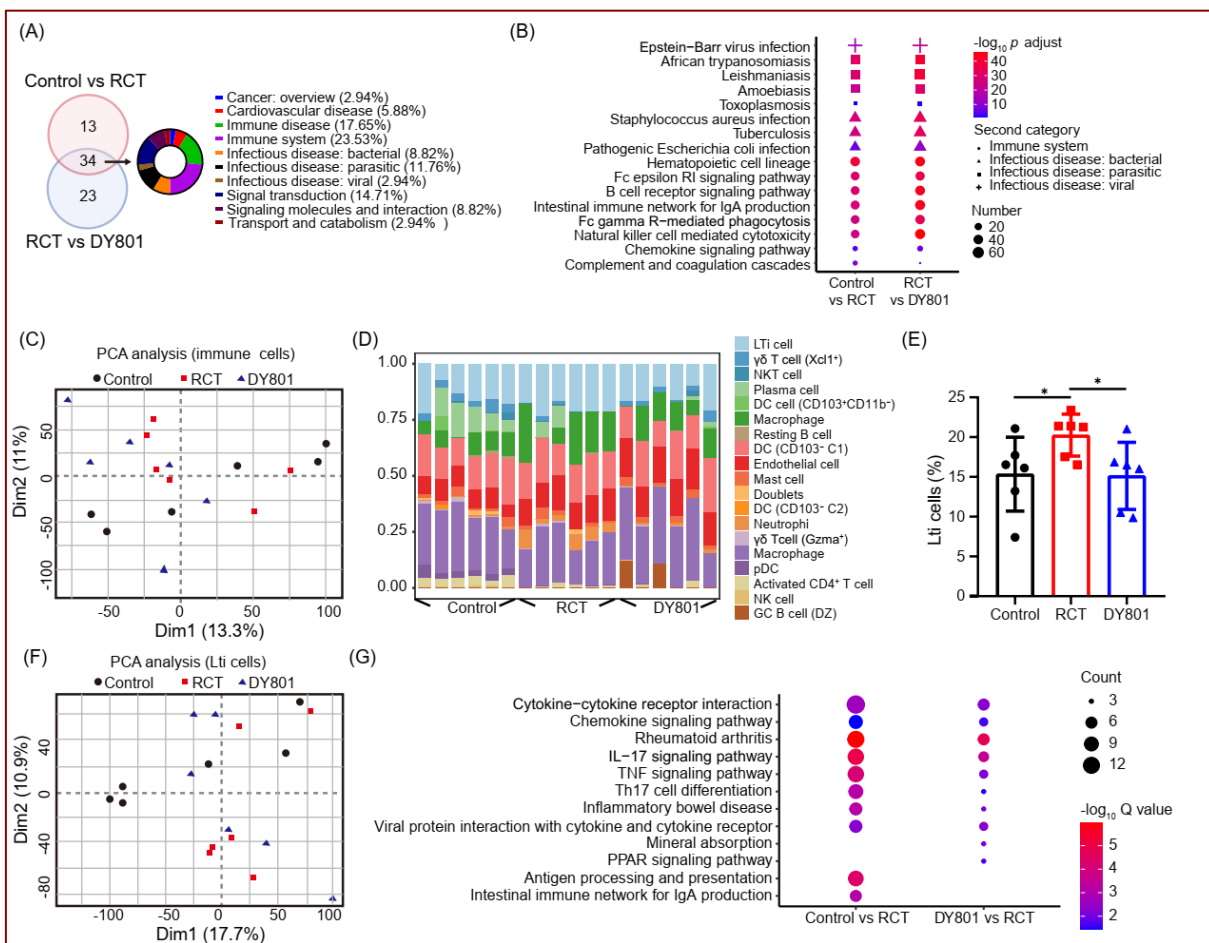 (A)
Control vs RCT
13
34
23
RCT vs DY801
Cancer: overview (2.94%)
Cardiovascular disease (5.88%)
Immune disease (17.65%)
Immune system (23.53%)
Infectious disease: bacterial (8.82%)
Infectious disease: parasitic (11.76%)
Infectious disease: viral (2.94%)
Signal transduction (14.71%)
Signaling molecules and interaction (8.82%)
Transport and catabolism (2.94% )
(B)
Epstein−Barr virus infection
African trypanosomiasis
Leishmaniasis
Amoebiasis
Toxoplasmosis
Staphylococcus aureus infection
Tuberculosis
Pathogenic Escherichia coli infection
Hematopoietic cell lineage
Fc epsilon RI signaling pathway
B cell receptor signaling pathway
Intestinal immune network for IgA production
Fc gamma R−mediated phagocytosis
Natural killer cell mediated cytotoxicity
Chemokine signaling pathway
Complement and coagulation cascades
Control
vs RCT
RCT
vs DY801
-log10 p adjust
40
30
20
10
Second category
Immune system
Infectious disease: bacterial
Infectious disease: parasitic
Infectious disease: viral
Number
20
40
60
(C)
PCA analysis (immune cells)
Control RCT DY801
Dim2 (11%)
50
0
-50
-100
-50 0 50 100
Dim1 (13.3%)
(D)
1.00
0.75
0.50
0.25
0.00
Control RCT DY801
LTi cell
γδ T cell (Xcl1⁺)
NKT cell
Plasma cell
DC cell (CD103⁺CD11b⁻)
Macrophage
Resting B cell
DC (CD103⁻ C1)
Endothelial cell
Mast cell
Doublets
DC (CD103⁻ C2)
Neutrophi
γδ Tcell (Gzma⁺)
Macrophage
pDC
Activated CD4⁺ T cell
NK cell
GC B cell (DZ)
(E)
* *
Lti cells (%)
25
20
15
10
5
0
Control
RCT
DY801
(F)
PCA analysis (Lti cells)
Control RCT DY801
Dim2 (10.9%)
40
0
-40
-80
-100 -50 0 50
Dim1 (17.7%)
(G)
Cytokine−cytokine receptor interaction
Chemokine signaling pathway
Rheumatoid arthritis
IL-17 signaling pathway
TNF signaling pathway
Th17 cell differentiation
Inflammatory bowel disease
Viral protein interaction with cytokine and cytokine receptor
Mineral absorption
PPAR signaling pathway
Antigen processing and presentation
Intestinal immune network for IgA production
Control vs RCT DY801 vs RCT
Count
3
6
9
12
-log10 Q value
5
4
3
2